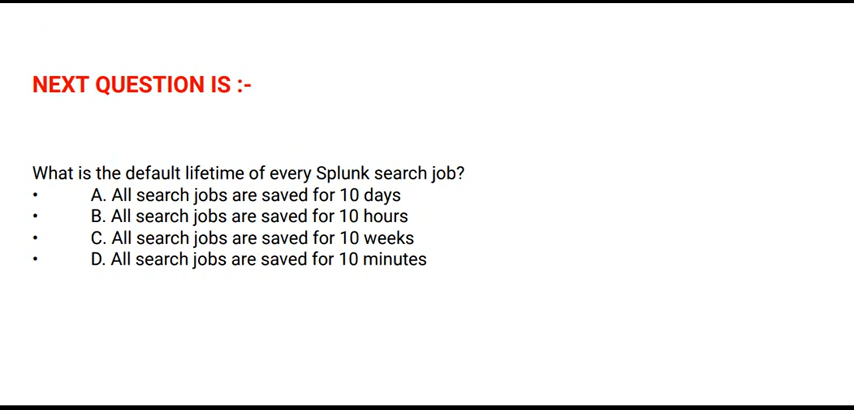 NEXT QUESTION IS :-
What is the default lifetime of every Splunk search job?
• A. All search jobs are saved for 10 days
• B. All search jobs are saved for 10 hours
• C. All search jobs are saved for 10 weeks
• D. All search jobs are saved for 10 minutes